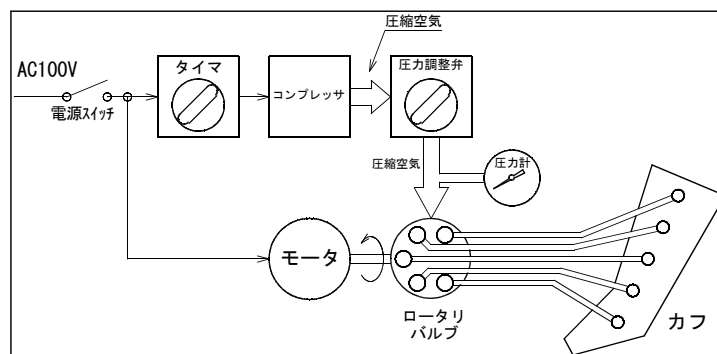 圧縮空気
AC100V
タイマ
コンプレッサ
圧力調整弁
電源スイッチ
圧縮空気
圧力計
モータ
ロータリ
バルブ
カフ